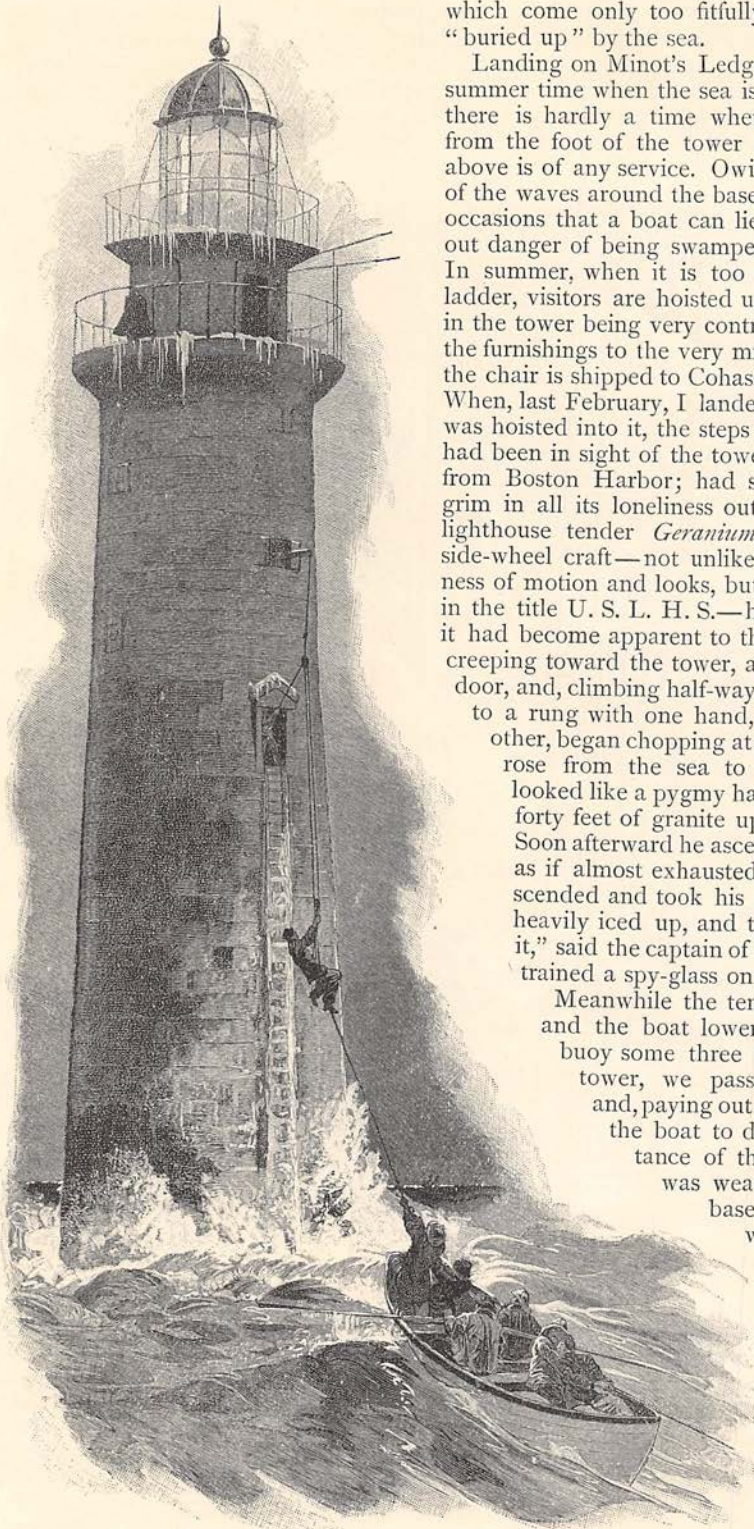 which come only too fitfully
“buried up” by the sea.
Landing on Minot's Ledg
summer time when the sea is
there is hardly a time whe
from the foot of the tower
above is of any service. Owi
of the waves around the base
occasions that a boat can lie
out danger of being swampe
In summer, when it is too
ladder, visitors are hoisted u
in the tower being very contr
the furnishings to the very m
the chair is shipped to Cohas
When, last February, I lande
was hoisted into it, the steps
had been in sight of the towe
from Boston Harbor; had s
grim in all its loneliness out
lighthouse tender Geranium
side-wheel craft—not unlike
ness of motion and looks, bu
in the title U. S. L. H. S.—h
it had become apparent to th
creeping toward the tower, a
door, and, climbing half-way
to a rung with one hand,
other, began chopping at
rose from the sea to
looked like a pygmy ha
forty feet of granite up
Soon afterward he asce
as if almost exhausted
scended and took his
heavily iced up, and t
it,” said the captain of
trained a spy-glass on
Meanwhile the ten
and the boat lower
buoy some three
tower, we pass
and, paying out
the boat to d
tance of th
was wea
base
w